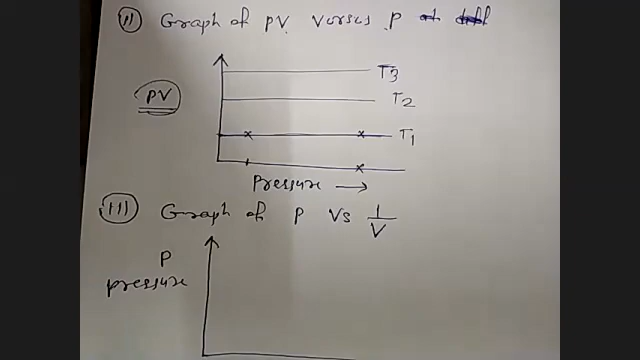 II) Graph of PV Versus P
T3
PV
T2
T1
Pressure →
III) Graph of P Vs 1/V
P
pressure